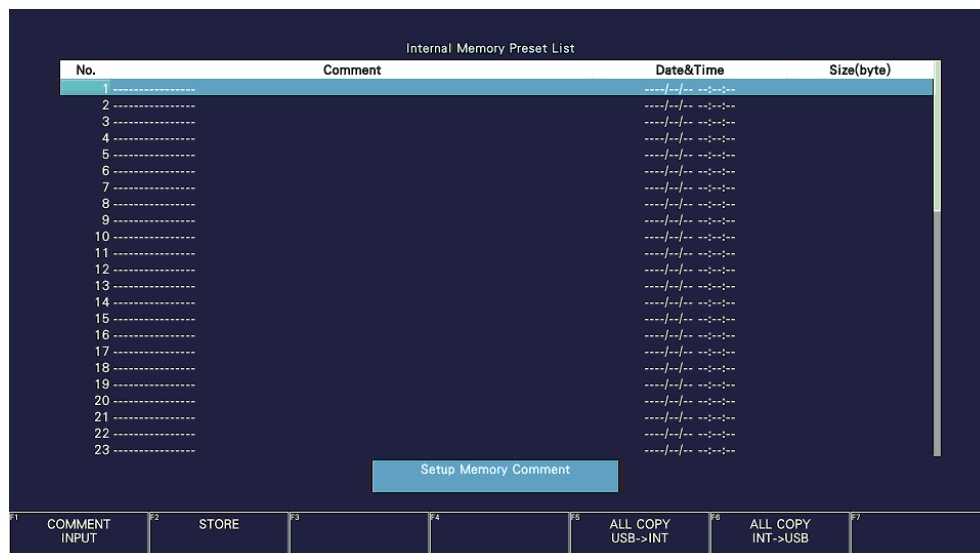 Internal Memory Preset List
No. Comment Date&Time Size(byte)
1 ---------------- ----/--/-- --:--:--
2 ---------------- ----/--/-- --:--:--
3 ---------------- ----/--/-- --:--:--
4 ---------------- ----/--/-- --:--:--
5 ---------------- ----/--/-- --:--:--
6 ---------------- ----/--/-- --:--:--
7 ---------------- ----/--/-- --:--:--
8 ---------------- ----/--/-- --:--:--
9 ---------------- ----/--/-- --:--:--
10 ---------------- ----/--/-- --:--:--
11 ---------------- ----/--/-- --:--:--
12 ---------------- ----/--/-- --:--:--
13 ---------------- ----/--/-- --:--:--
14 ---------------- ----/--/-- --:--:--
15 ---------------- ----/--/-- --:--:--
16 ---------------- ----/--/-- --:--:--
17 ---------------- ----/--/-- --:--:--
18 ---------------- ----/--/-- --:--:--
19 ---------------- ----/--/-- --:--:--
20 ---------------- ----/--/-- --:--:--
21 ---------------- ----/--/-- --:--:--
22 ---------------- ----/--/-- --:--:--
23 ---------------- ----/--/-- --:--:--
Setup Memory Comment
F1 COMMENT INPUT
F2 STORE
F3
F4
F5 ALL COPY USB->INT
F6 ALL COPY INT->USB
F7